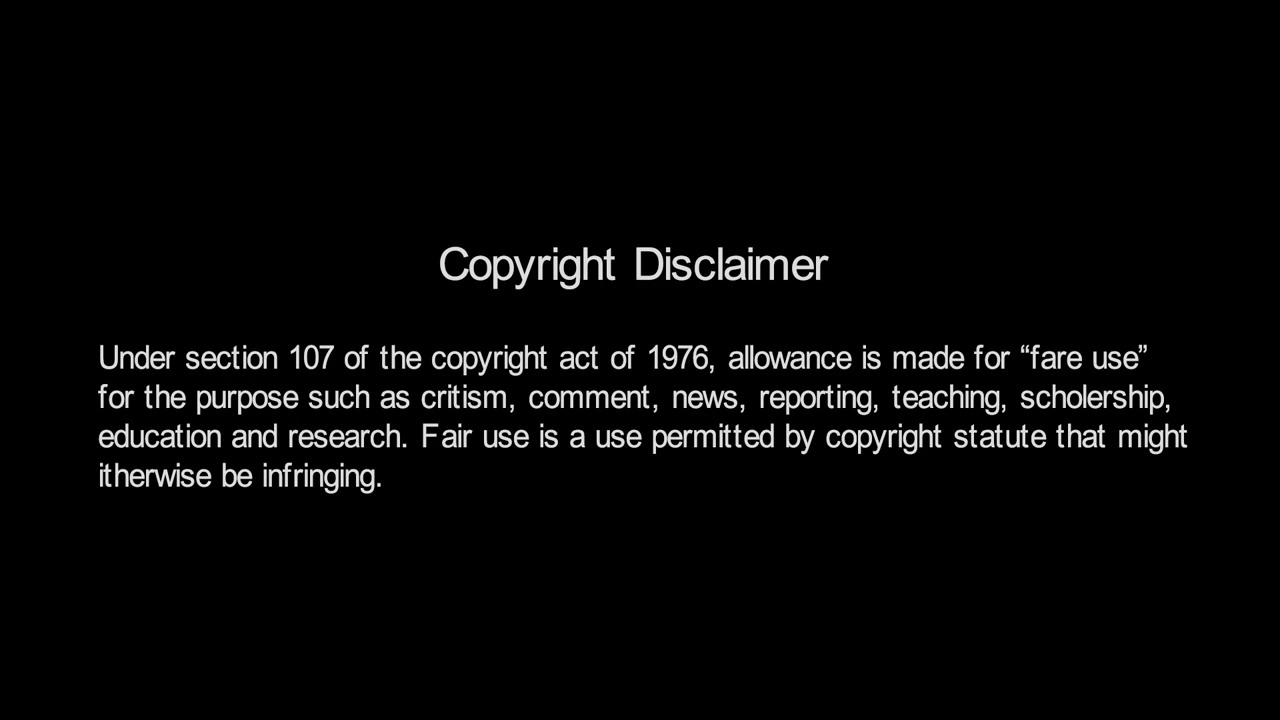 Copyright Disclaimer
Under section 107 of the copyright act of 1976, allowance is made for “fare use”
for the purpose such as critism, comment, news, reporting, teaching, scholership,
education and research. Fair use is a use permitted by copyright statute that might
itherwise be infringing.